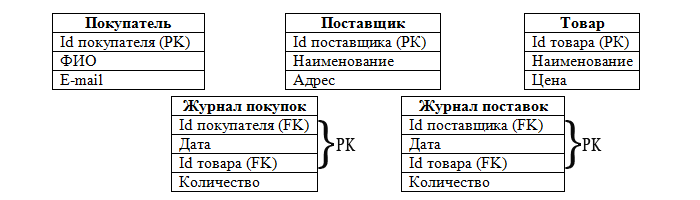 Покупатель
Id покупателя (PK)
ФИО
E-mail
Поставщик
Id поставщика (PK)
Наименование
Адрес
Товар
Id товара (PK)
Наименование
Цена
Журнал покупок
Id покупателя (FK)
Дата
Id товара (FK)
Количество
PK
Журнал поставок
Id поставщика (FK)
Дата
Id товара (FK)
Количество
PK